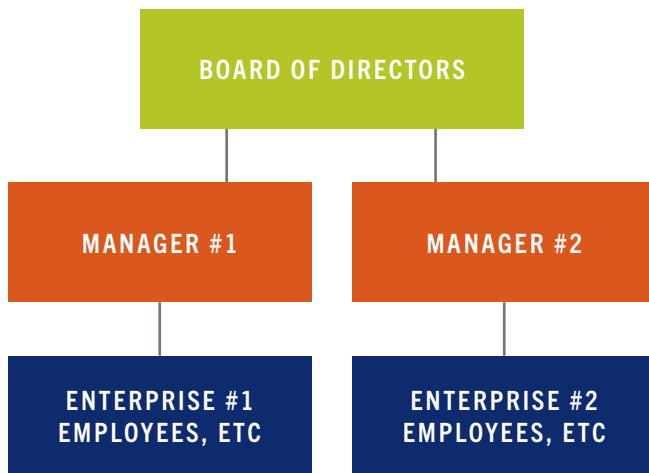 BOARD OF DIRECTORS
MANAGER #1
MANAGER #2
ENTERPRISE #1
EMPLOYEES, ETC
ENTERPRISE #2
EMPLOYEES, ETC